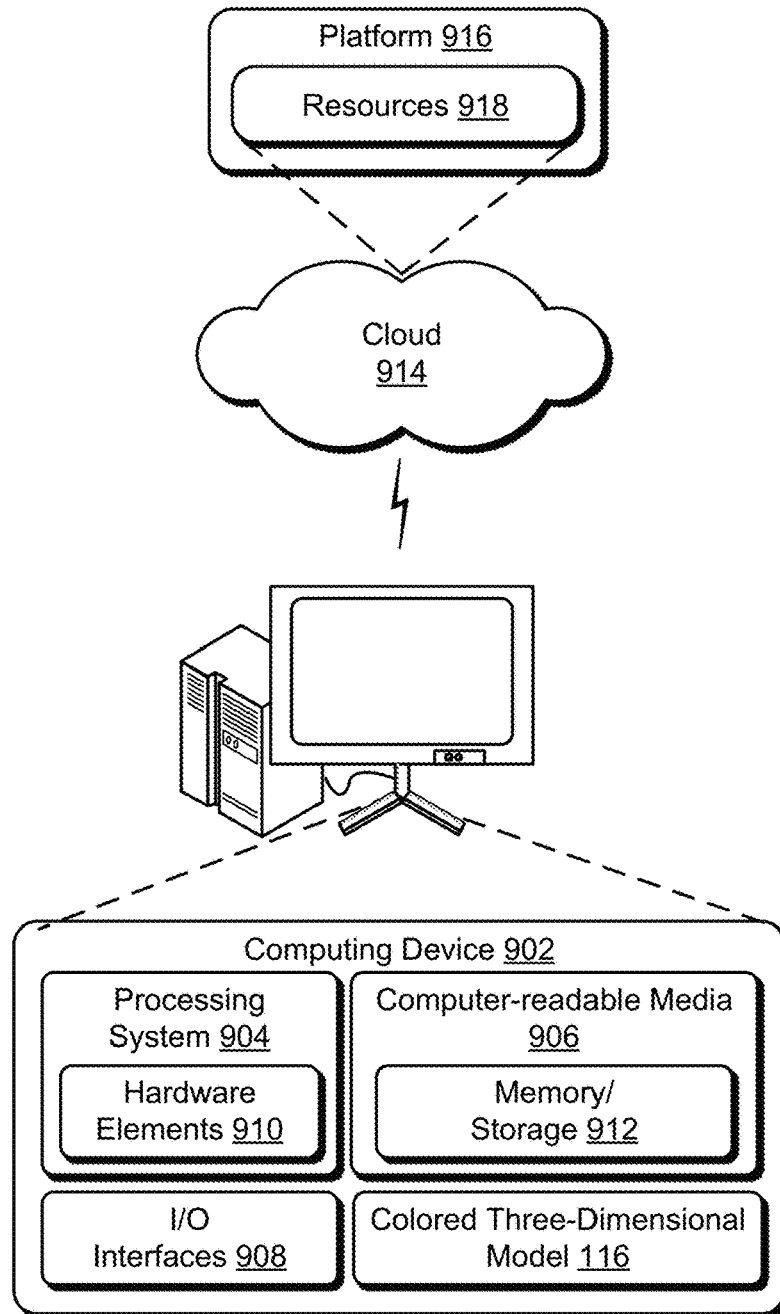 Platform 916
Resources 918
Cloud
914
Computing Device 902
Processing
System 904
Hardware
Elements 910
Computer-readable Media
906
Memory/
Storage 912
I/O
Interfaces 908
Colored Three-Dimensional
Model 116